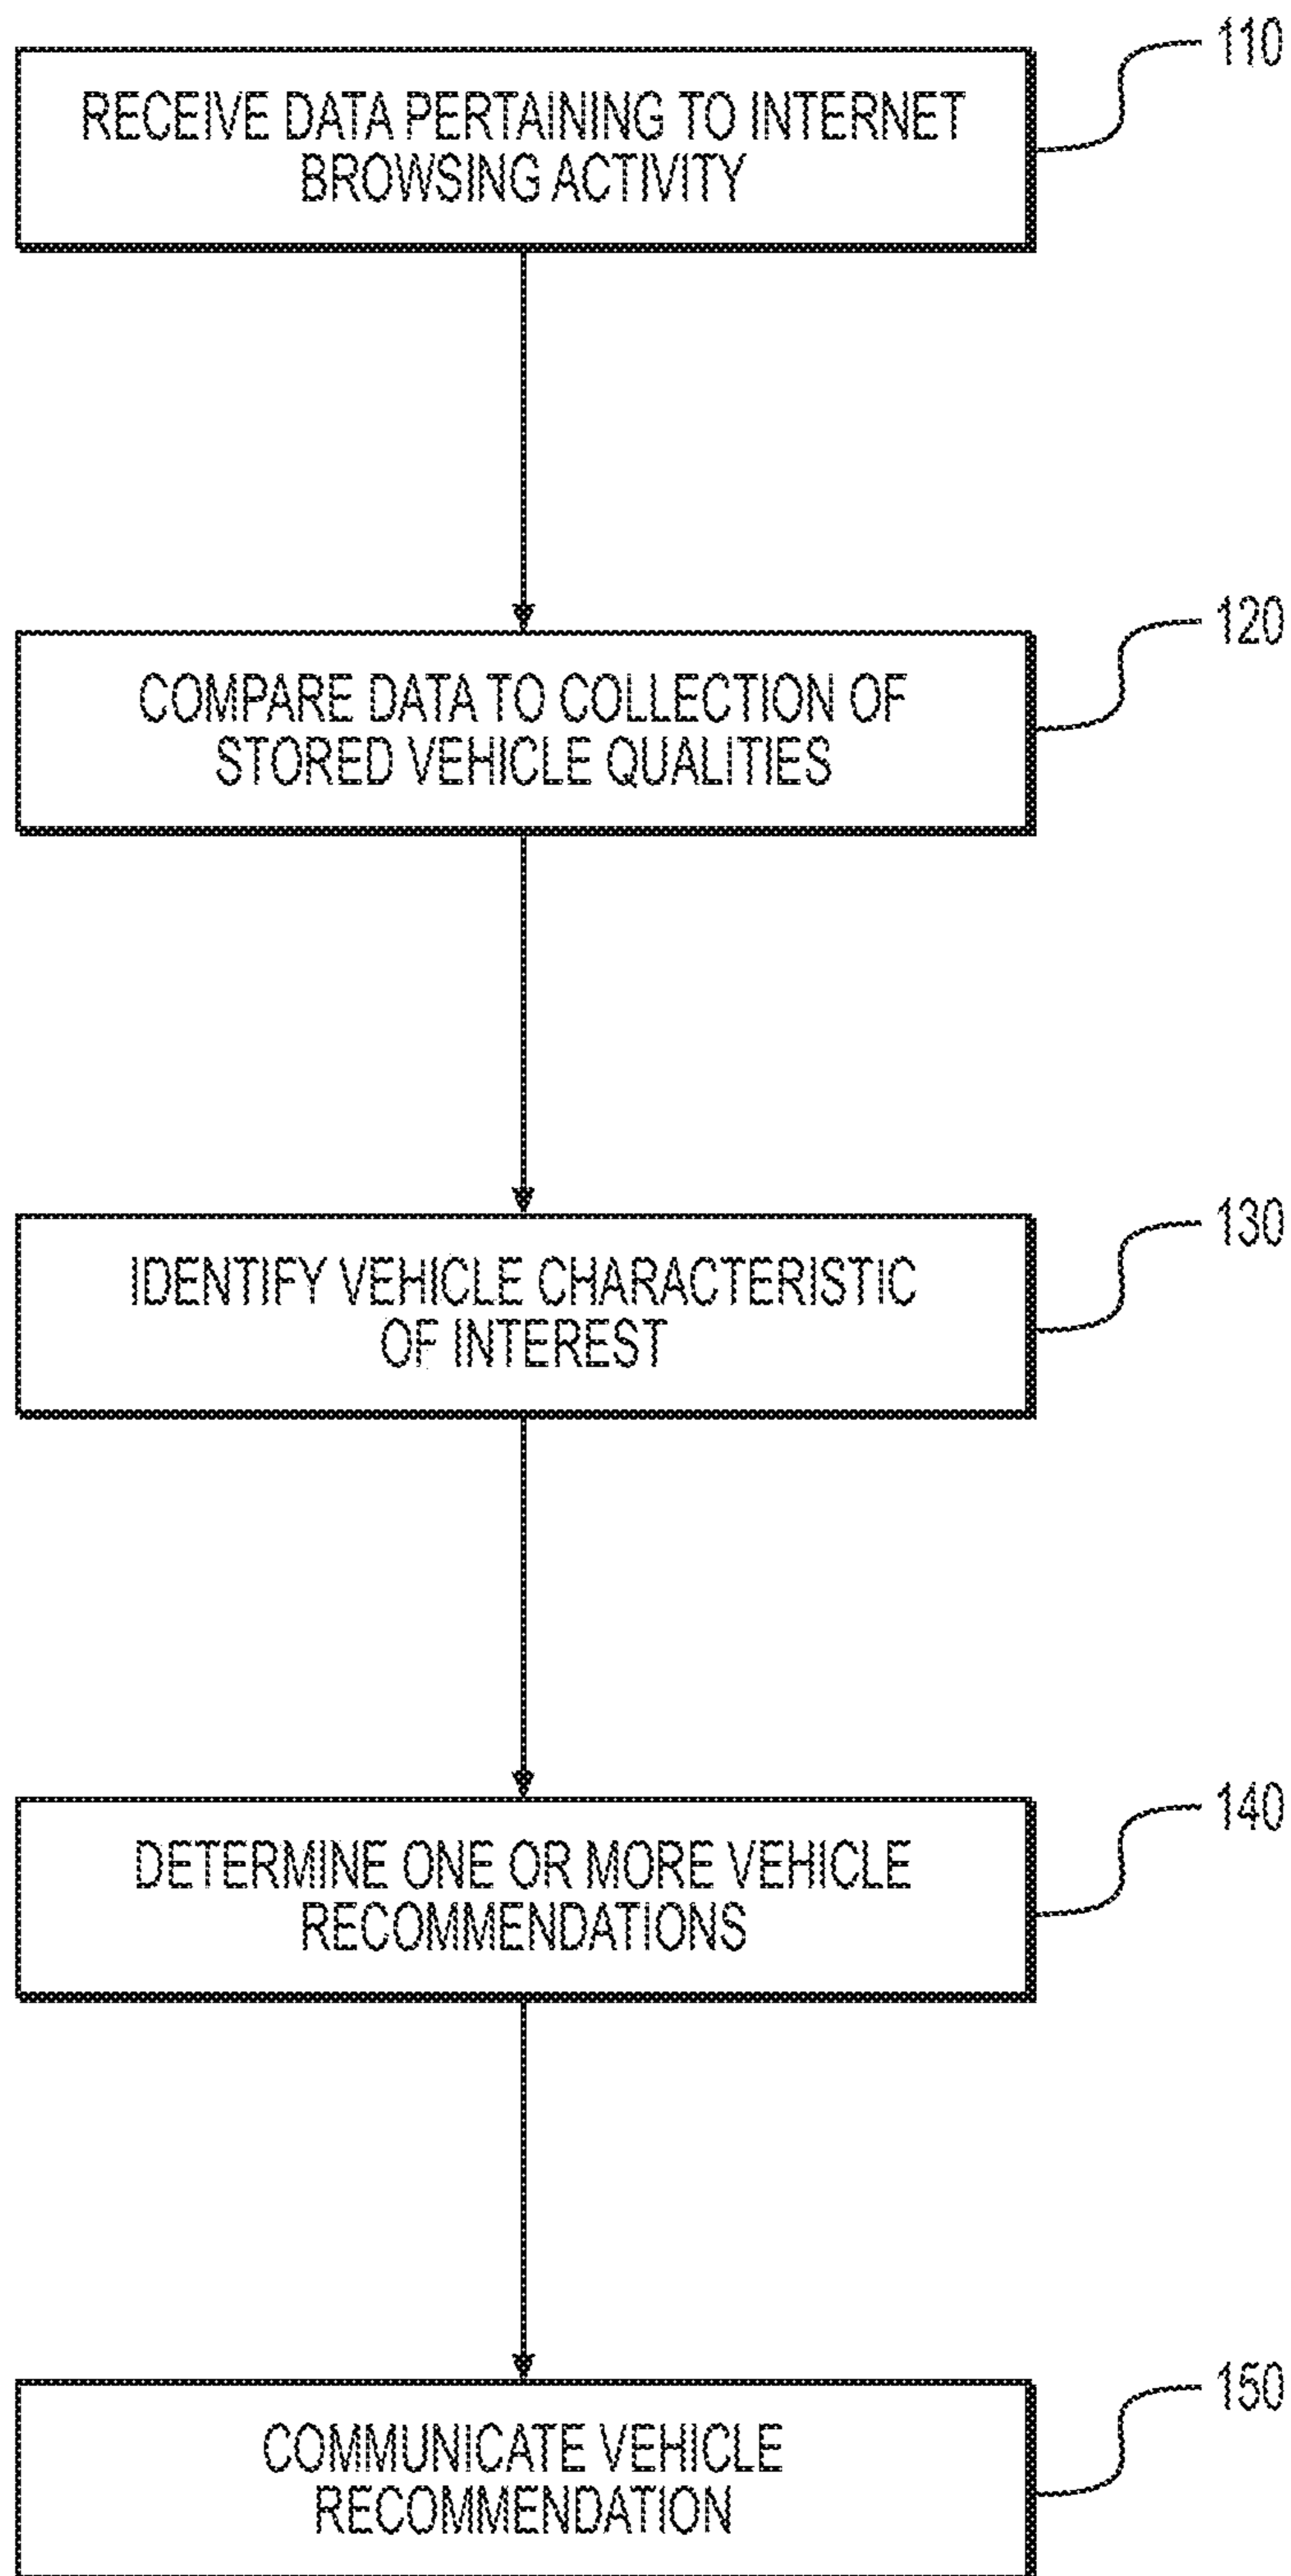 110
RECEIVE DATA PERTAINING TO INTERNET
BROWSING ACTIVITY
120
COMPARE DATA TO COLLECTION OF
STORED VEHICLE QUALITIES
130
IDENTIFY VEHICLE CHARACTERISTIC
OF INTEREST
140
DETERMINE ONE OR MORE VEHICLE
RECOMMENDATIONS
150
COMMUNICATE VEHICLE
RECOMMENDATION